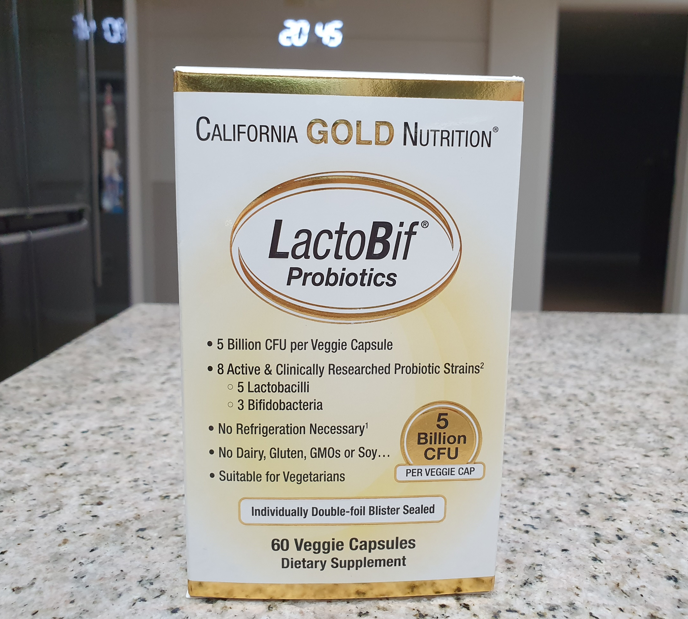 20 45
CALIFORNIA GOLD NUTRITION®
LactoBif®
Probiotics
• 5 Billion CFU per Veggie Capsule
• 8 Active & Clinically Researched Probiotic Strains²
○ 5 Lactobacilli
○ 3 Bifidobacteria
• No Refrigeration Necessary¹
• No Dairy, Gluten, GMOs or Soy...
• Suitable for Vegetarians
5
Billion
CFU
PER VEGGIE CAP
Individually Double-foil Blister Sealed
60 Veggie Capsules
Dietary Supplement